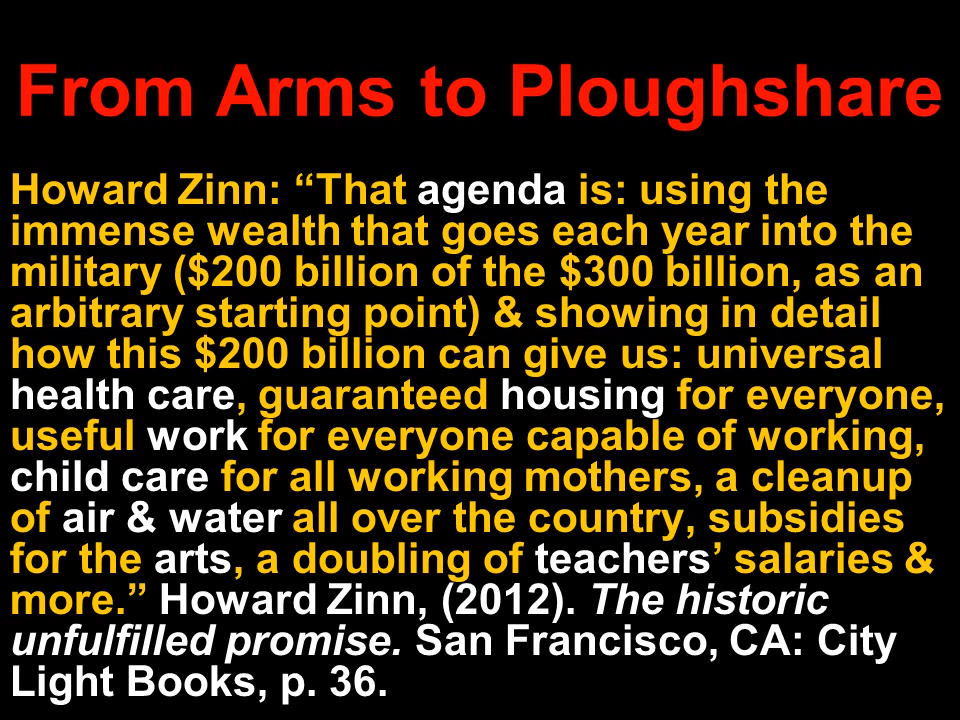 From Arms to Ploughshare
Howard Zinn: “That agenda is: using the
immense wealth that goes each year into the
military ($200 billion of the $300 billion, as an
arbitrary starting point) & showing in detail
how this $200 billion can give us: universal
health care, guaranteed housing for everyone,
useful work for everyone capable of working,
child care for all working mothers, a cleanup
of air & water all over the country, subsidies
for the arts, a doubling of teachers’ salaries &
more.” Howard Zinn, (2012). The historic
unfulfilled promise. San Francisco, CA: City
Light Books, p. 36.